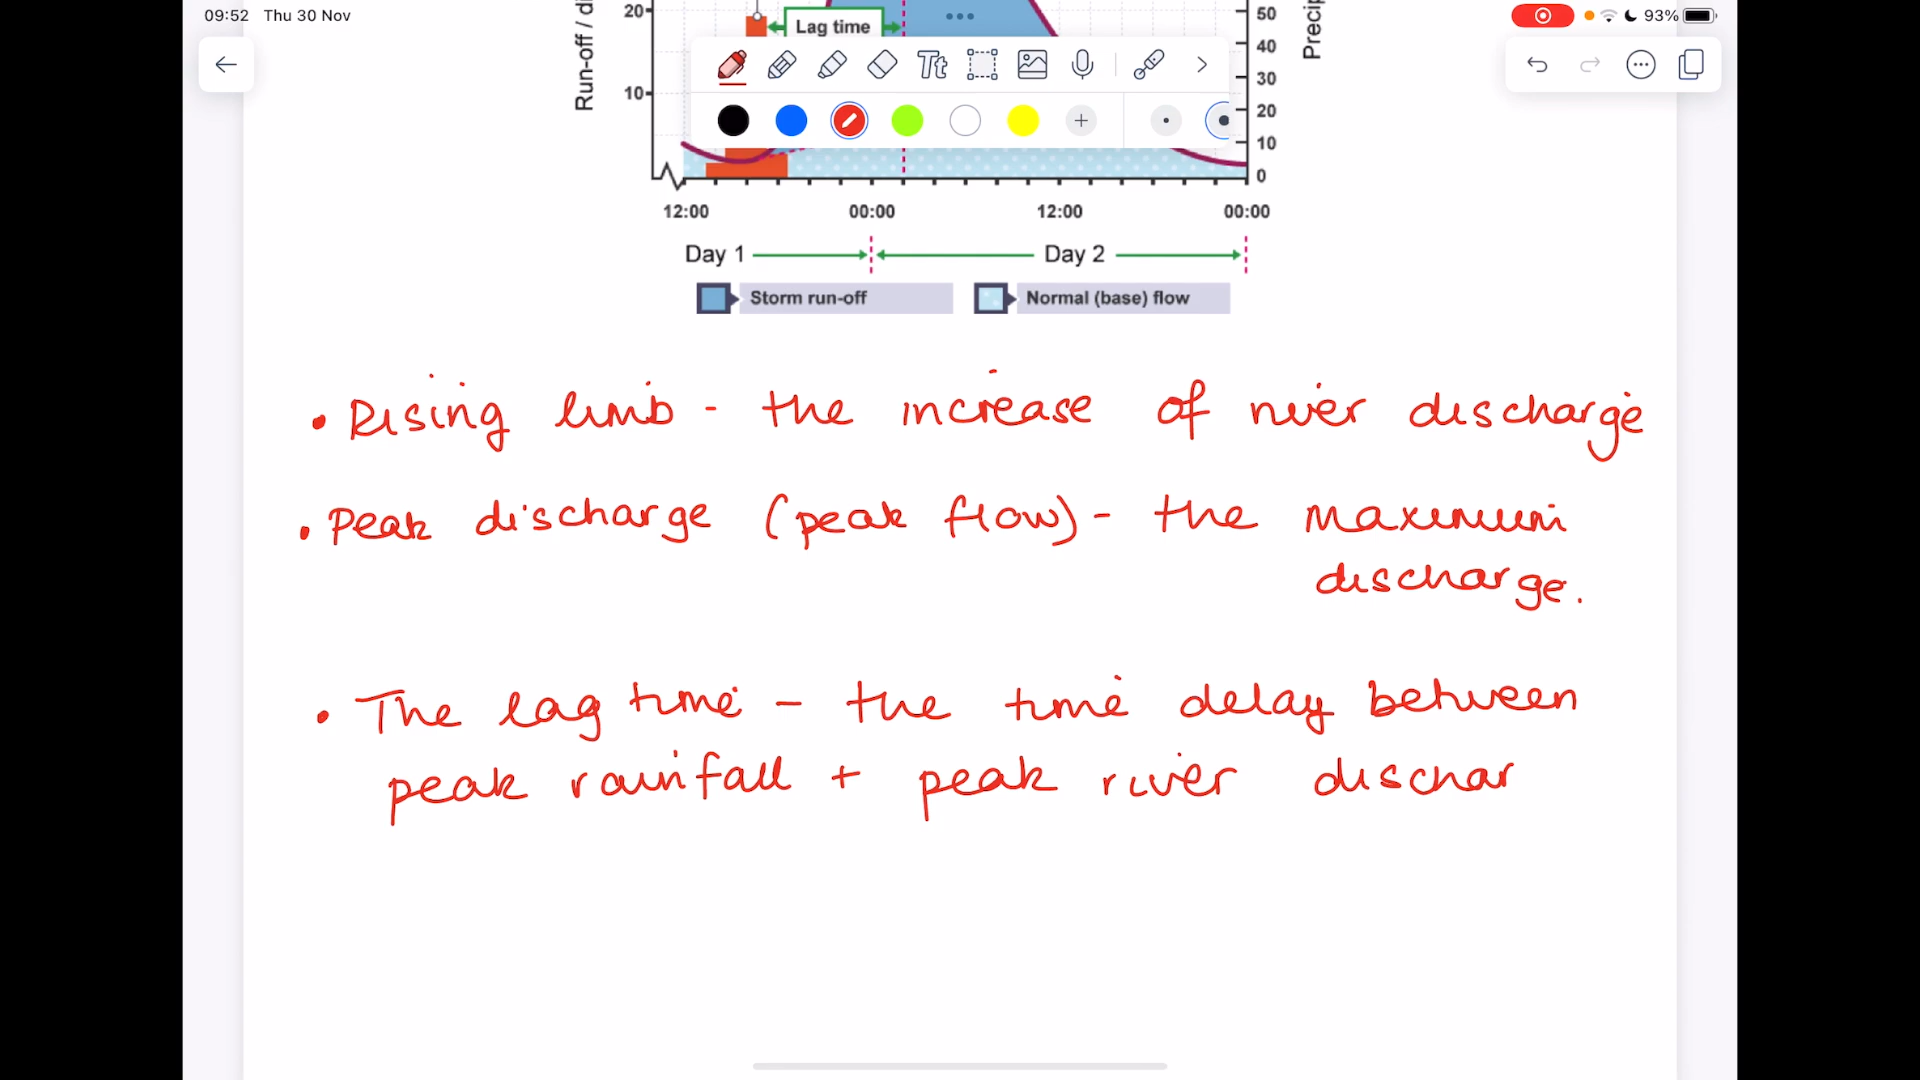 09:52 Thu 30 Nov
93%
20
10
Run-off / di
Lag time
Tt
50
40
30
20
10
0
Precip
12:00 00:00 12:00 00:00
Day 1 Day 2
Storm run-off Normal (base) flow
• Rising limb - the increase of river discharge
• Peak discharge (peak flow) - the maximum
discharge.
• The lag time - the time delay between
peak rainfall + peak river dischar